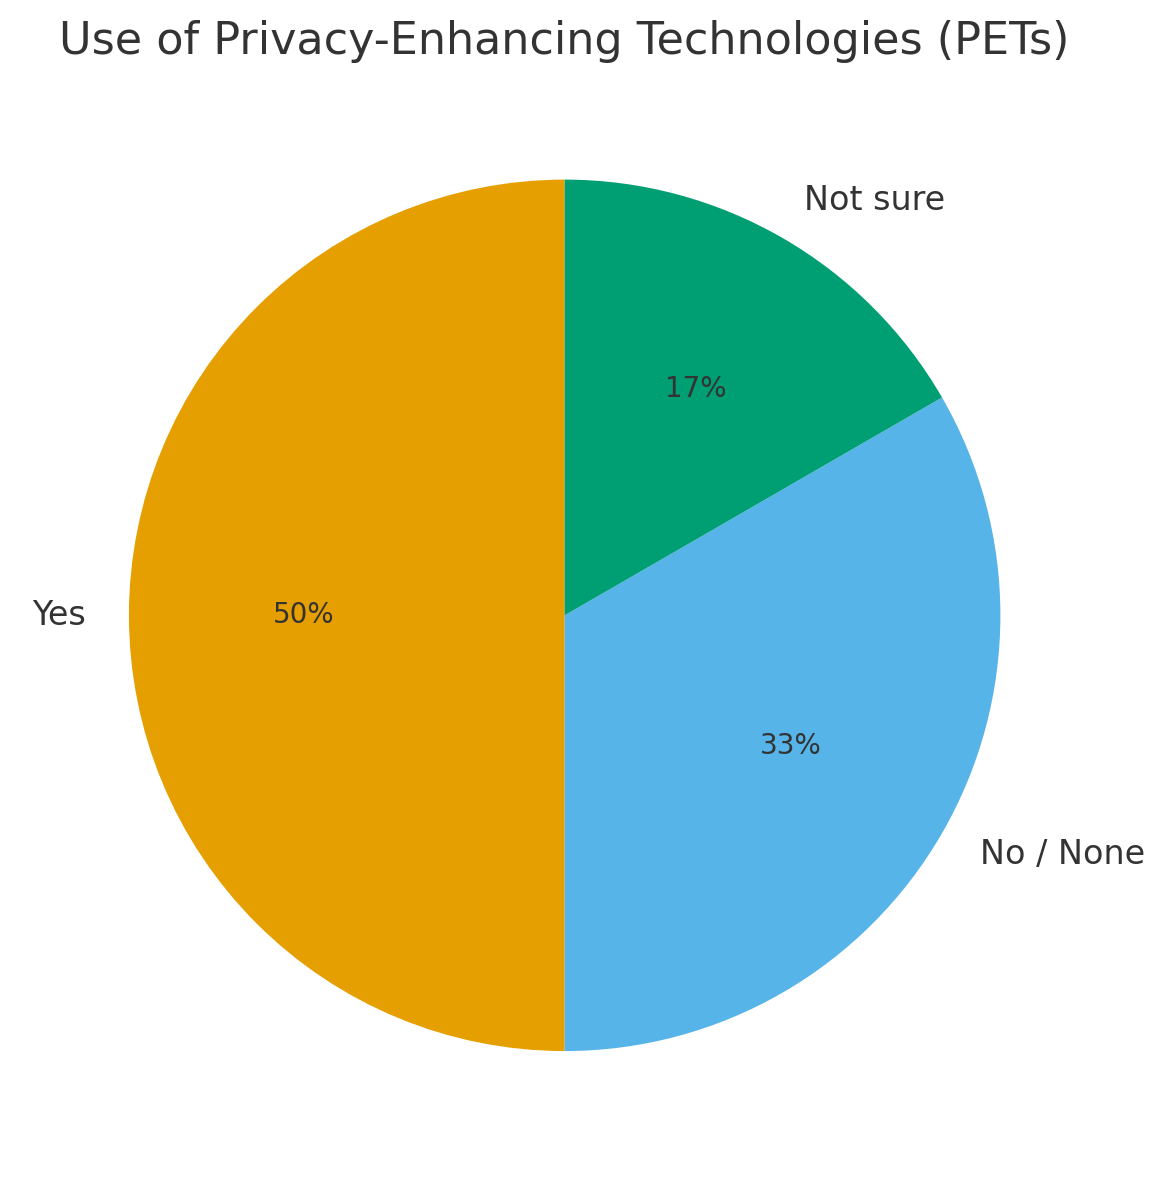 Use of Privacy-Enhancing Technologies (PETs)
Not sure
17%
Yes
50%
33%
No / None